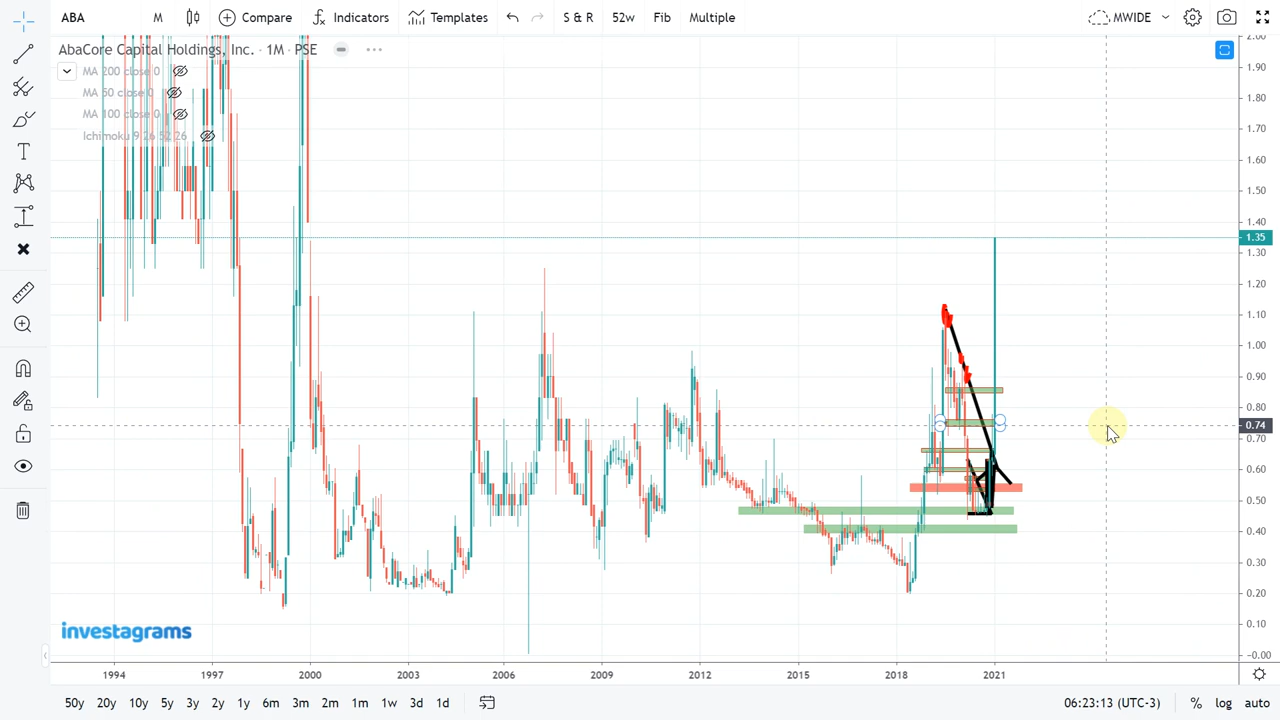 ABA M Compare Indicators Templates S & R 52w Fib Multiple MWIDE
AbaCore Capital Holdings, Inc. · 1M · PSE
MA 200 close 0
MA 50 close 0
MA 100 close 0
Ichimoku 9 26 52 26
2.00
1.90
1.80
1.70
1.60
1.50
1.40
1.35
1.30
1.20
1.10
1.00
0.90
0.80
0.74
0.70
0.60
0.50
0.40
0.30
0.20
0.10
-0.00
investagrams
1994 1997 2000 2003 2006 2009 2012 2015 2018 2021
50y 20y 10y 5y 3y 2y 1y 6m 3m 2m 1m 1w 3d 1d 06:23:13 (UTC-3) % log auto